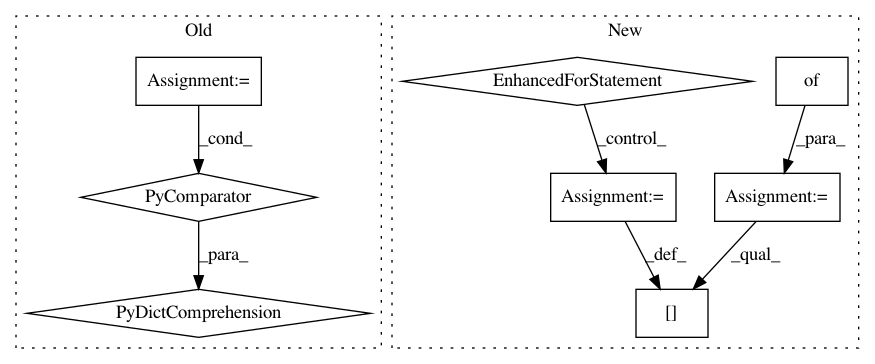 Old
New
Assignment:=
EnhancedForStatement
of
_cond_
_control_
_para_
PyComparator
Assignment:=
Assignment:=
_para_
_def_
_qual_
PyDictComprehension
[]